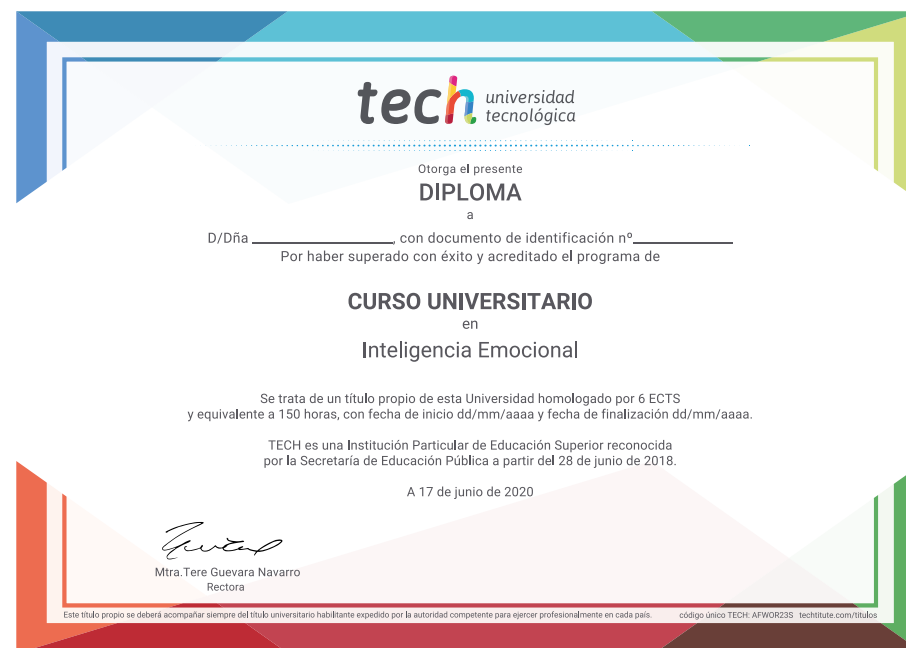 tech universidad
tecnológica
Otorga el presente
DIPLOMA
a
D/Dña ____________________, con documento de identificación nº______________
Por haber superado con éxito y acreditado el programa de
CURSO UNIVERSITARIO
en
Inteligencia Emocional
Se trata de un título propio de esta Universidad homologado por 6 ECTS
y equivalente a 150 horas, con fecha de inicio dd/mm/aaaa y fecha de finalización dd/mm/aaaa.
TECH es una Institución Particular de Educación Superior reconocida
por la Secretaría de Educación Pública a partir del 28 de junio de 2018.
A 17 de junio de 2020
Mtra.Tere Guevara Navarro
Rectora
Este título propio se deberá acompañar siempre del título universitario habilitante expedido por la autoridad competente para ejercer profesionalmente en cada país. código único TECH: AFWOR23S techtitute.com/titulos